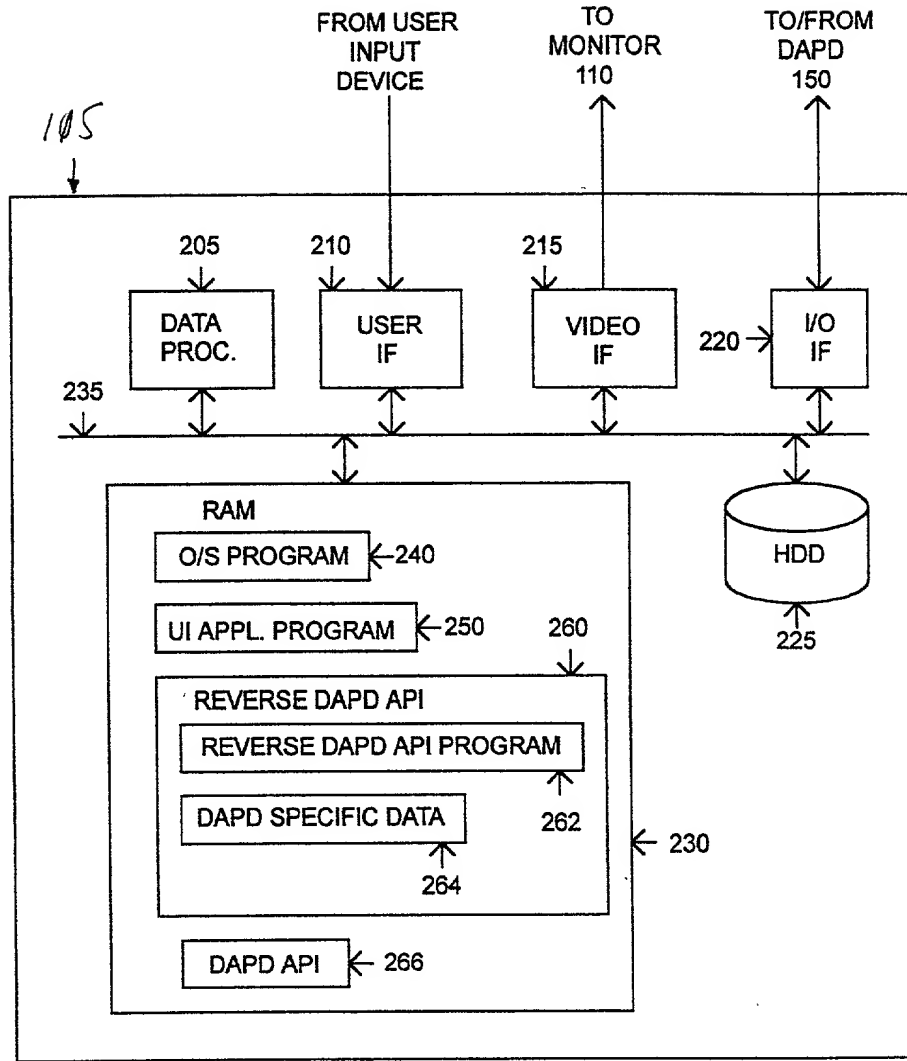 FROM USER
INPUT
DEVICE
TO
MONITOR
110
TO/FROM
DAPD
150
105
205
210
215
DATA
PROC.
USER
IF
VIDEO
IF
220
I/O
IF
235
RAM
O/S PROGRAM
240
HDD
UI APPL. PROGRAM
250
260
225
REVERSE DAPD API
REVERSE DAPD API PROGRAM
DAPD SPECIFIC DATA
262
230
264
DAPD API
266